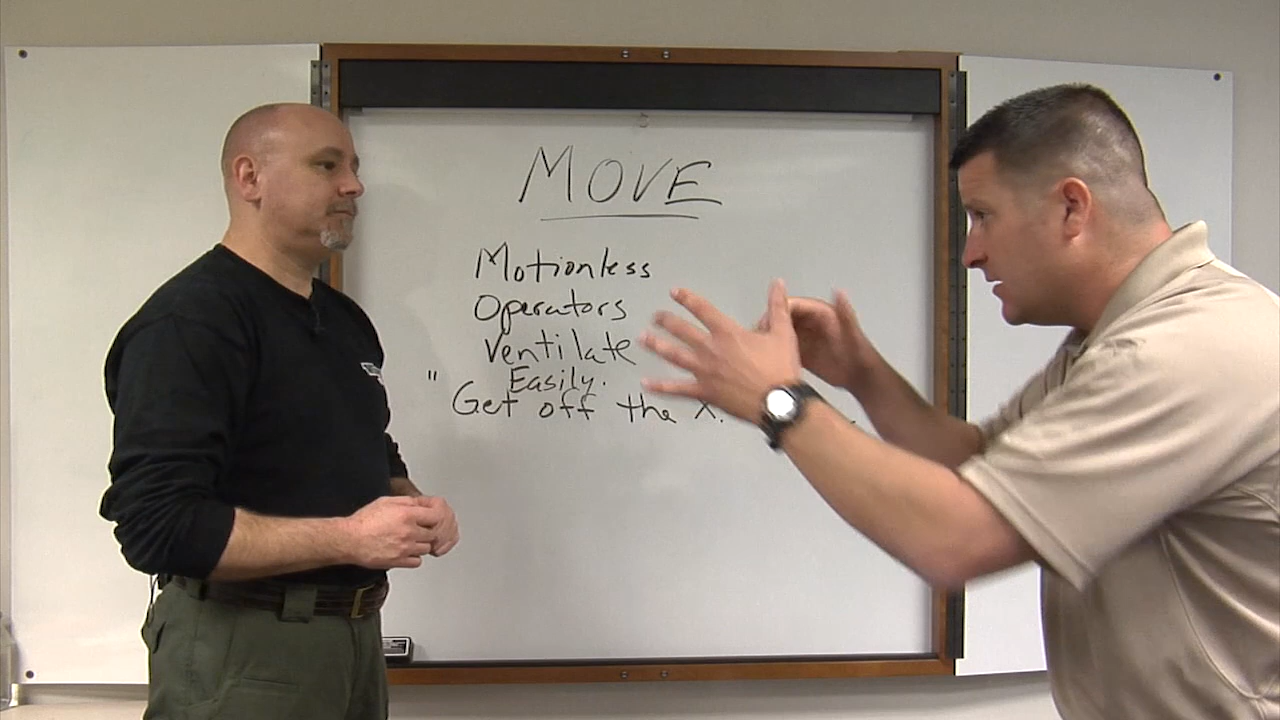 MOVE
Motionless
Operators
Ventilate
Easily.
"Get off the X.